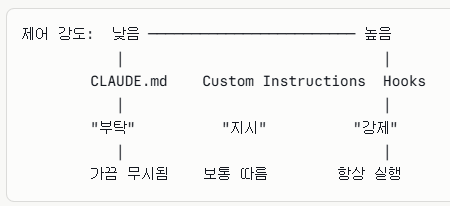 제어 강도:  낮음 ────────────────────────── 높음
            |                              |
         CLAUDE.md    Custom Instructions  Hooks
            |                              |
         "부탁"          "지시"          "강제"
            |                              |
         가끔 무시됨    보통 따름        항상 실행